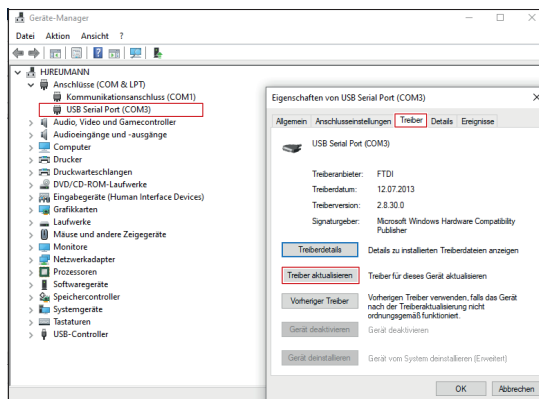 Geräte-Manager
Datei Aktion Ansicht ?
HJREUMANN
Anschlüsse (COM & LPT)
Kommunikationsanschluss (COM1)
USB Serial Port (COM3)
Audio, Video und Gamecontroller
Audioeingänge und -ausgänge
Computer
Drucker
Druckwarteschlangen
DVD/CD-ROM-Laufwerke
Eingabegeräte (Human Interface Devices)
Grafikkarten
Laufwerke
Mäuse und andere Zeigegeräte
Monitore
Netzwerkadapter
Prozessoren
Softwaregeräte
Speichercontroller
Systemgeräte
Tastaturen
USB-Controller
Eigenschaften von USB Serial Port (COM3)
Allgemein Anschlusseinstellungen Treiber Details Ereignisse
USB Serial Port (COM3)
Treiberanbieter: FTDI
Treiberdatum: 12.07.2013
Treiberversion: 2.8.30.0
Signaturgeber: Microsoft Windows Hardware Compatibility
Publisher
Treiberdetails Details zu installierten Treiberdateien anzeigen
Treiber aktualisieren Treiber für dieses Gerät aktualisieren
Vorheriger Treiber Vorherigen Treiber verwenden, falls das Gerät
nach der Treiberaktualisierung nicht
ordnungsgemäß funktioniert.
Gerät deaktivieren Gerät deaktivieren
Gerät deinstallieren Gerät vom System deinstallieren (Erweitert)
OK Abbrechen